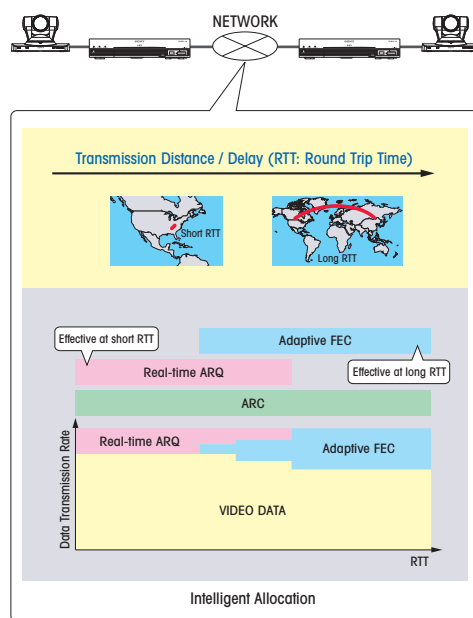 NETWORK
SONY
SONY
Transmission Distance / Delay (RTT: Round Trip Time)
Short RTT
Long RTT
Effective at short RTT
Adaptive FEC
Real-time ARQ
Effective at long RTT
ARC
Data Transmission Rate
Real-time ARQ
Adaptive FEC
VIDEO DATA
RTT
Intelligent Allocation